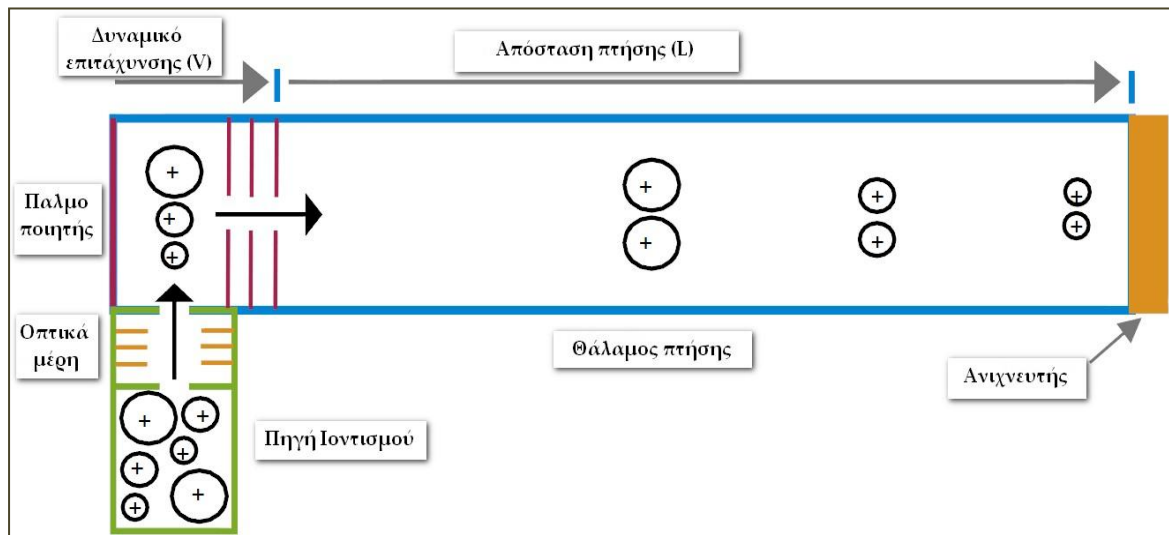 Δυναμικό
επιτάχυνσης (V)
Απόσταση πτήσης (L)
Παλμο
ποιητής
+
+
+
+
+
+
+
+
+
Οπτικά
μέρη
Θάλαμος πτήσης
Ανιχνευτής
+
+
+
+
+
+
Πηγή Ιοντισμού